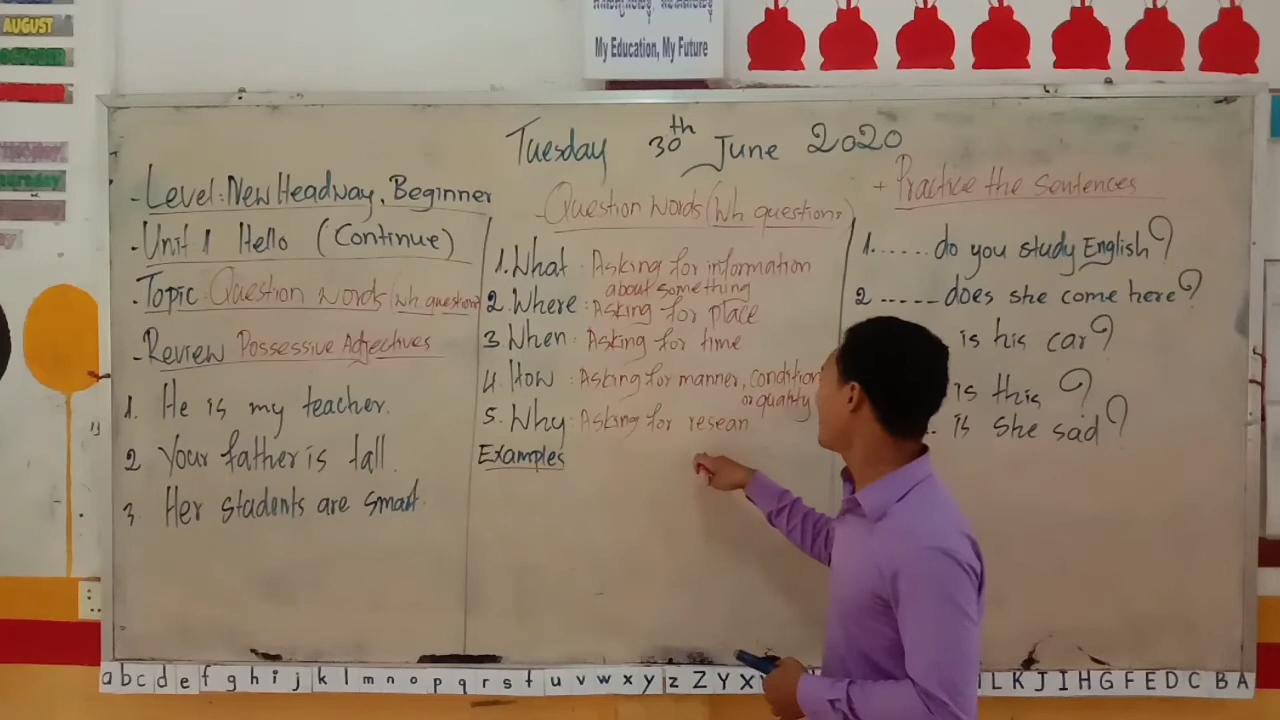 AUGUST
OCTOBER
My Education, My Future
Tuesday 30th June 2020
- Level: New Headway, Beginner
- Unit 1 Hello (Continue)
- Topic: Question words (Wh questions)
- Review Possessive Adjectives
1. He is my teacher.
2 Your father is tall.
3. Her students are smart.
- Question words (Wh questions)
1. What : Asking for information
about something
2. Where : Asking for place
3 When : Asking for time
4. How : Asking for manner, condition
or quality
5. Why : Asking for resean
Examples
+ Practice the sentences
1. ...... do you study English?
2 ...... does she come here?
is his car?
is this ?
is she sad?
a b c d e f g h i j k l m n o p q r s t u v w x y z Z Y X
L K J I H G F E D C B A